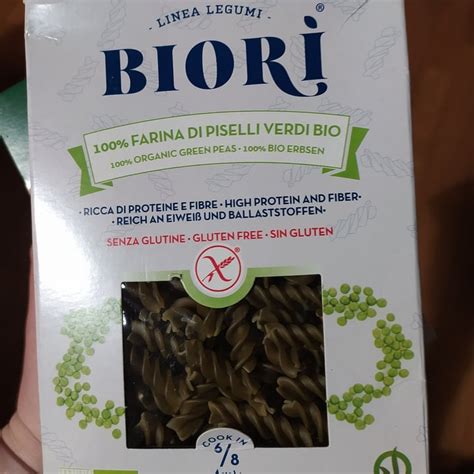 - LINEA LEGUMI -
BIORÌ®
100% FARINA DI PISELLI VERDI BIO
100% ORGANIC GREEN PEAS • 100% BIO ERBSEN
• RICCA DI PROTEINE E FIBRE • HIGH PROTEIN AND FIBER•
• REICH AN EIWEIß UND BALLASTSTOFFEN•
SENZA GLUTINE • GLUTEN FREE • SIN GLUTEN
COOK IN
6/8